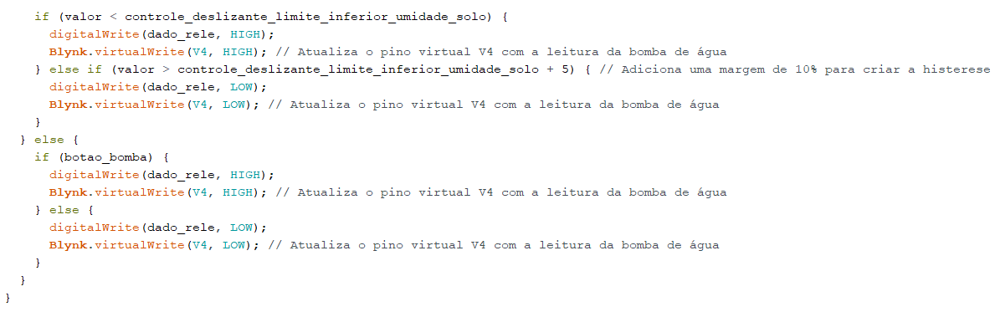 if (valor < controle_deslizante_limite_inferior_umidade_solo) {
digitalWrite(dado_rele, HIGH);
Blynk.virtualWrite(V4, HIGH); // Atualiza o pino virtual V4 com a leitura da bomba de água
} else if (valor > controle_deslizante_limite_inferior_umidade_solo + 5) { // Adiciona uma margem de 10% para criar a histerese
digitalWrite(dado_rele, LOW);
Blynk.virtualWrite(V4, LOW); // Atualiza o pino virtual V4 com a leitura da bomba de água
}
} else {
if (botao_bomba) {
digitalWrite(dado_rele, HIGH);
Blynk.virtualWrite(V4, HIGH); // Atualiza o pino virtual V4 com a leitura da bomba de água
} else {
digitalWrite(dado_rele, LOW);
Blynk.virtualWrite(V4, LOW); // Atualiza o pino virtual V4 com a leitura da bomba de água
}
}
}